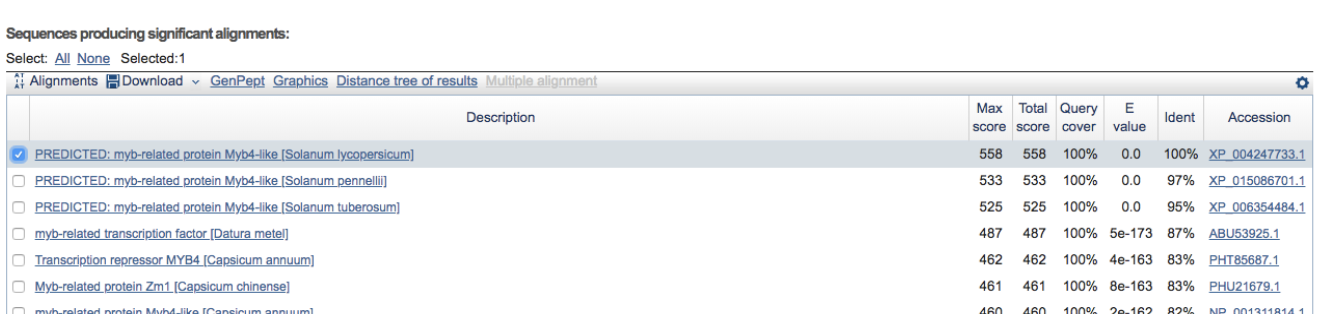 Sequences producing significant alignments:
Select: All None Selected:1
Alignments Download GenPept Graphics Distance tree of results Multiple alignment
Description Max score Total score Query cover E value Ident Accession
PREDICTED: myb-related protein Myb4-like [Solanum lycopersicum] 558 558 100% 0.0 100% XP_004247733.1
PREDICTED: myb-related protein Myb4-like [Solanum pennellii] 533 533 100% 0.0 97% XP_015086701.1
PREDICTED: myb-related protein Myb4-like [Solanum tuberosum] 525 525 100% 0.0 95% XP_006354484.1
myb-related transcription factor [Datura metel] 487 487 100% 5e-173 87% ABU53925.1
Transcription repressor MYB4 [Capsicum annuum] 462 462 100% 4e-163 83% PHT85687.1
Myb-related protein Zm1 [Capsicum chinense] 461 461 100% 8e-163 83% PHU21679.1
myb-related protein Myb4-like [Capsicum annuum] 460 460 100% 2e-162 82% NP_001311814.1